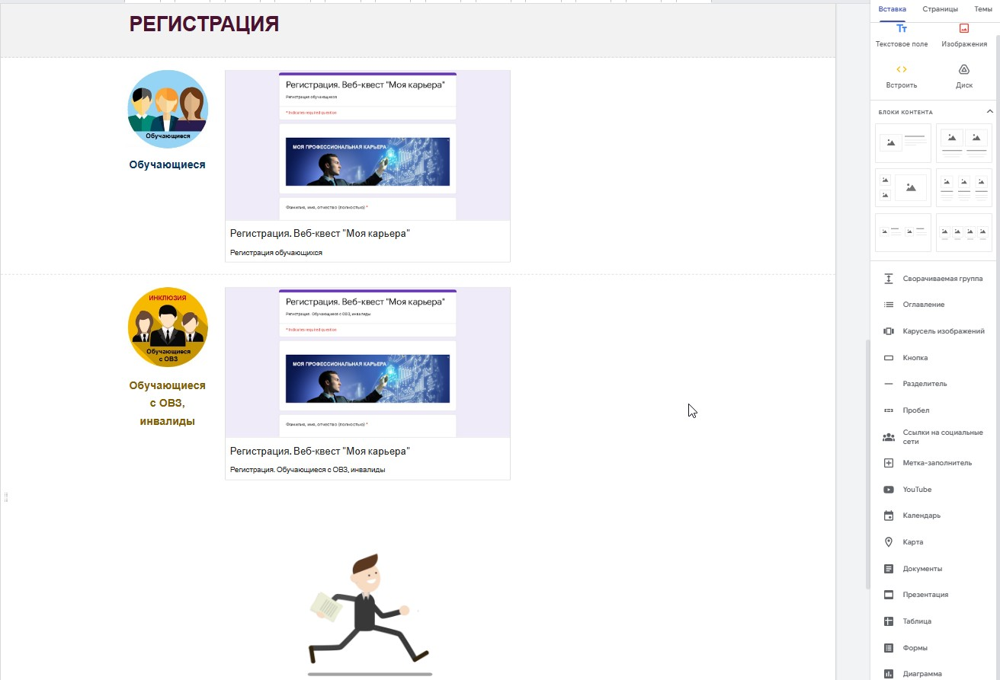 РЕГИСТРАЦИЯ
Обучающиеся
Обучающиеся
Регистрация. Веб-квест "Моя карьера"
Регистрация обучающихся
* Indicates required question
МОЯ ПРОФЕССИОНАЛЬНАЯ КАРЬЕРА
Фамилия, имя, отчество (полностью) *
Регистрация. Веб-квест "Моя карьера"
Регистрация обучающихся
ИНКЛЮЗИЯ
Обучающиеся
с ОВЗ
Обучающиеся
с ОВЗ,
инвалиды
Регистрация. Веб-квест "Моя карьера"
Регистрация. Обучающиеся с ОВЗ, инвалиды
* Indicates required question
МОЯ ПРОФЕССИОНАЛЬНАЯ КАРЬЕРА
Фамилия, имя, отчество (полностью) *
Регистрация. Веб-квест "Моя карьера"
Регистрация. Обучающиеся с ОВЗ, инвалиды
Вставка Страницы Темы
Текстовое поле Изображения
Встроить Диск
БЛОКИ КОНТЕНТА
Сворачиваемая группа
Оглавление
Карусель изображений
Кнопка
Разделитель
Пробел
Ссылки на социальные
сети
Метка-заполнитель
YouTube
Календарь
Карта
Документы
Презентация
Таблица
Формы
Диаграмма